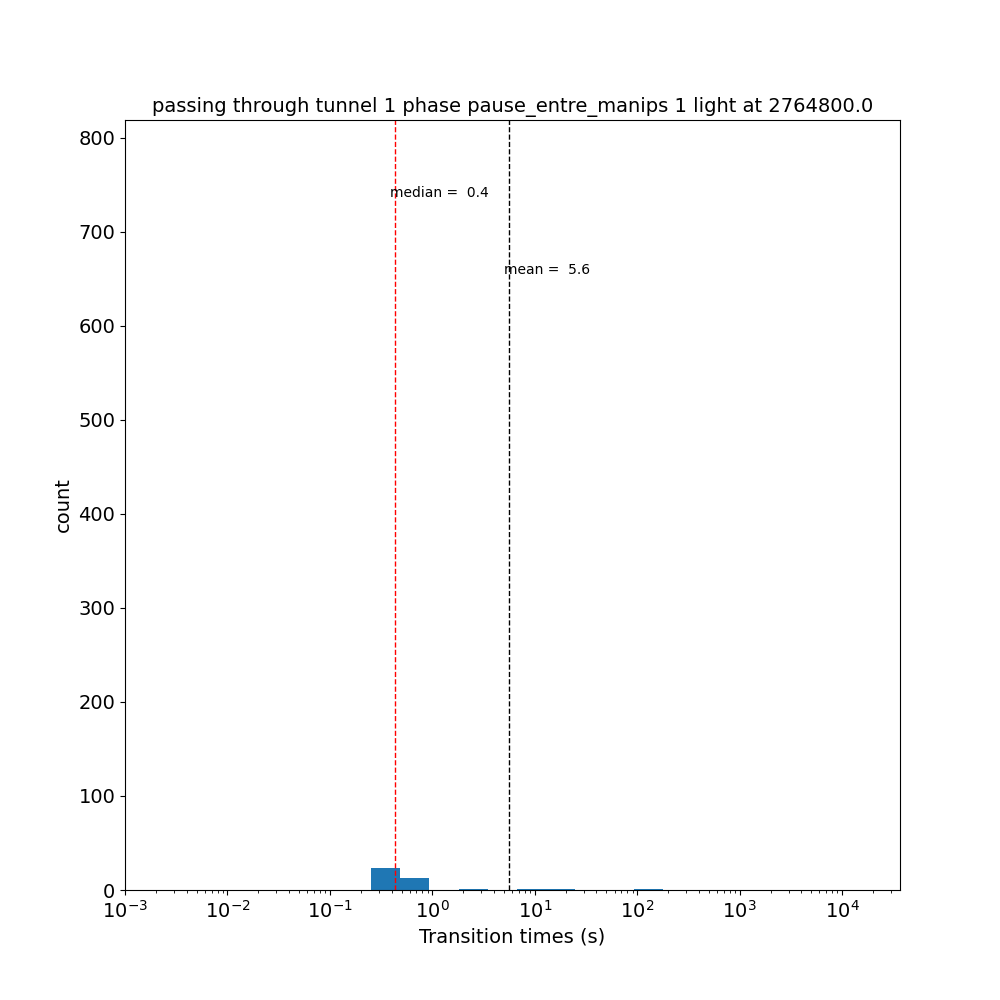 passing through tunnel 1 phase pause_entre_manips 1 light at 2764800.0
800
median =  0.4
700
mean =  5.6
600
500
count
400
300
200
100
0
10⁻³ 10⁻² 10⁻¹ 10⁰ 10¹ 10² 10³ 10⁴
Transition times (s)